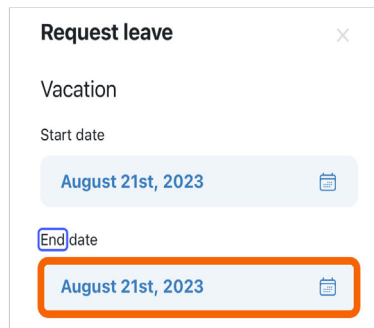 Request leave
Vacation
Start date
August 21st, 2023
End date
August 21st, 2023